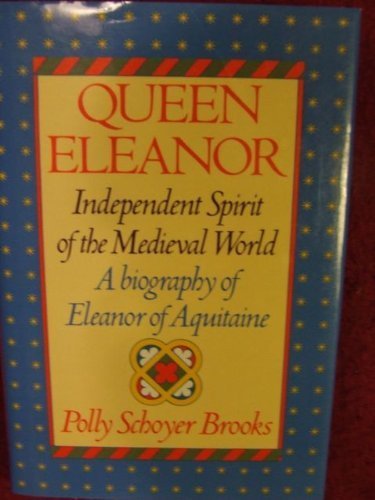 QUEEN
ELEANOR
Independent Spirit
of the Medieval World
A biography of
Eleanor of Aquitaine
Polly Schoyer Brooks